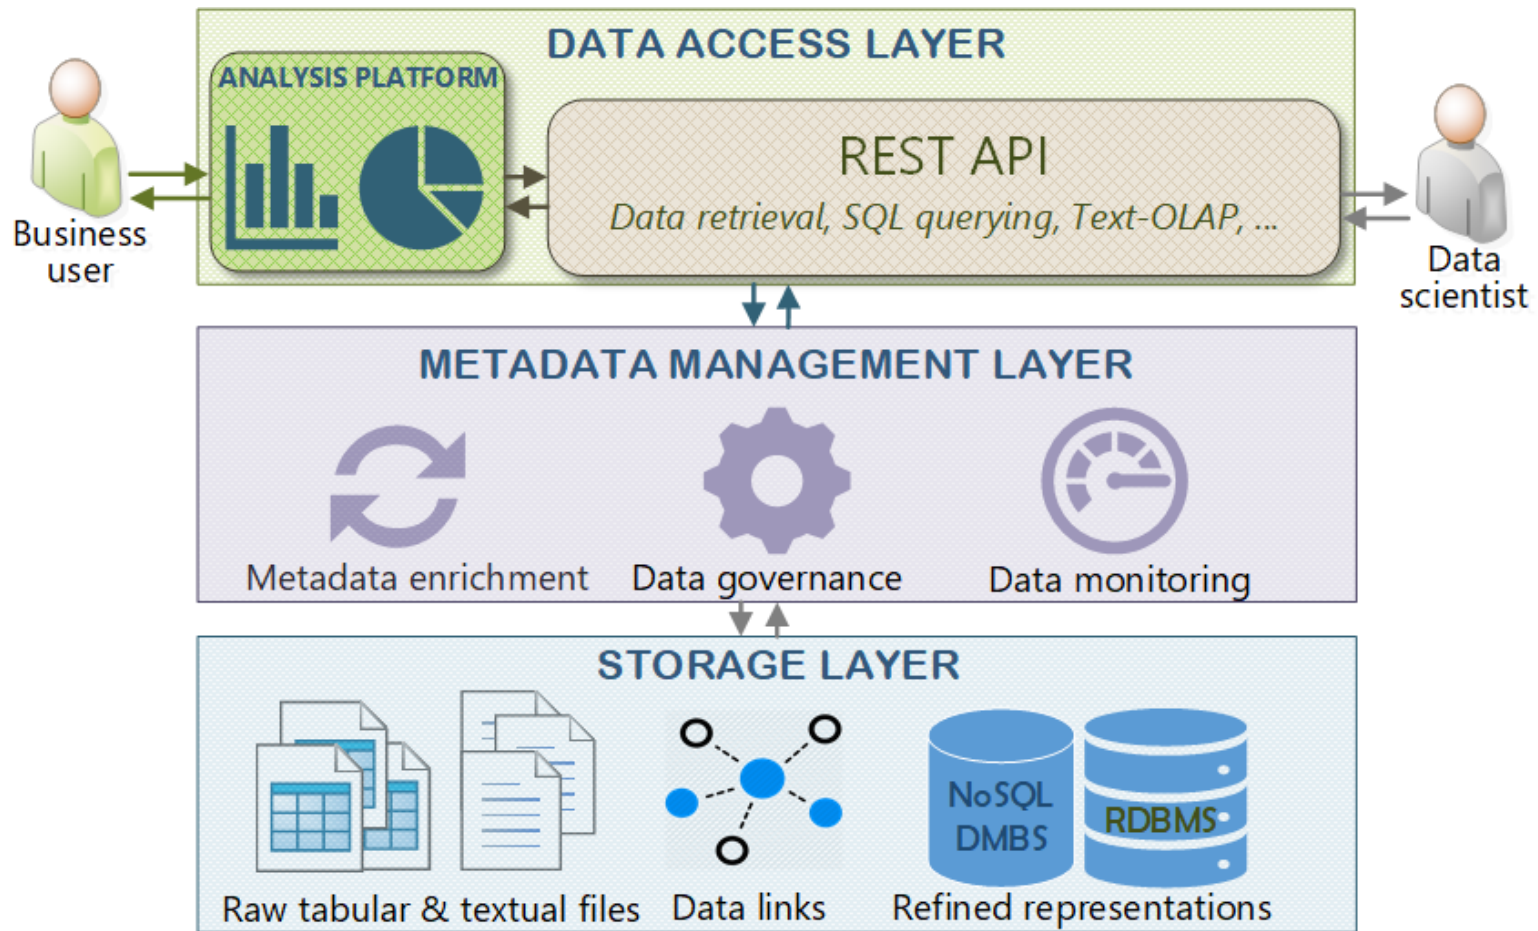 DATA ACCESS LAYER
ANALYSIS PLATFORM
REST API
Data retrieval, SQL querying, Text-OLAP, ...
Business
user
Data
scientist
METADATA MANAGEMENT LAYER
Metadata enrichment
Data governance
Data monitoring
STORAGE LAYER
NoSQL
DMBS
RDBMS
Raw tabular & textual files
Data links
Refined representations